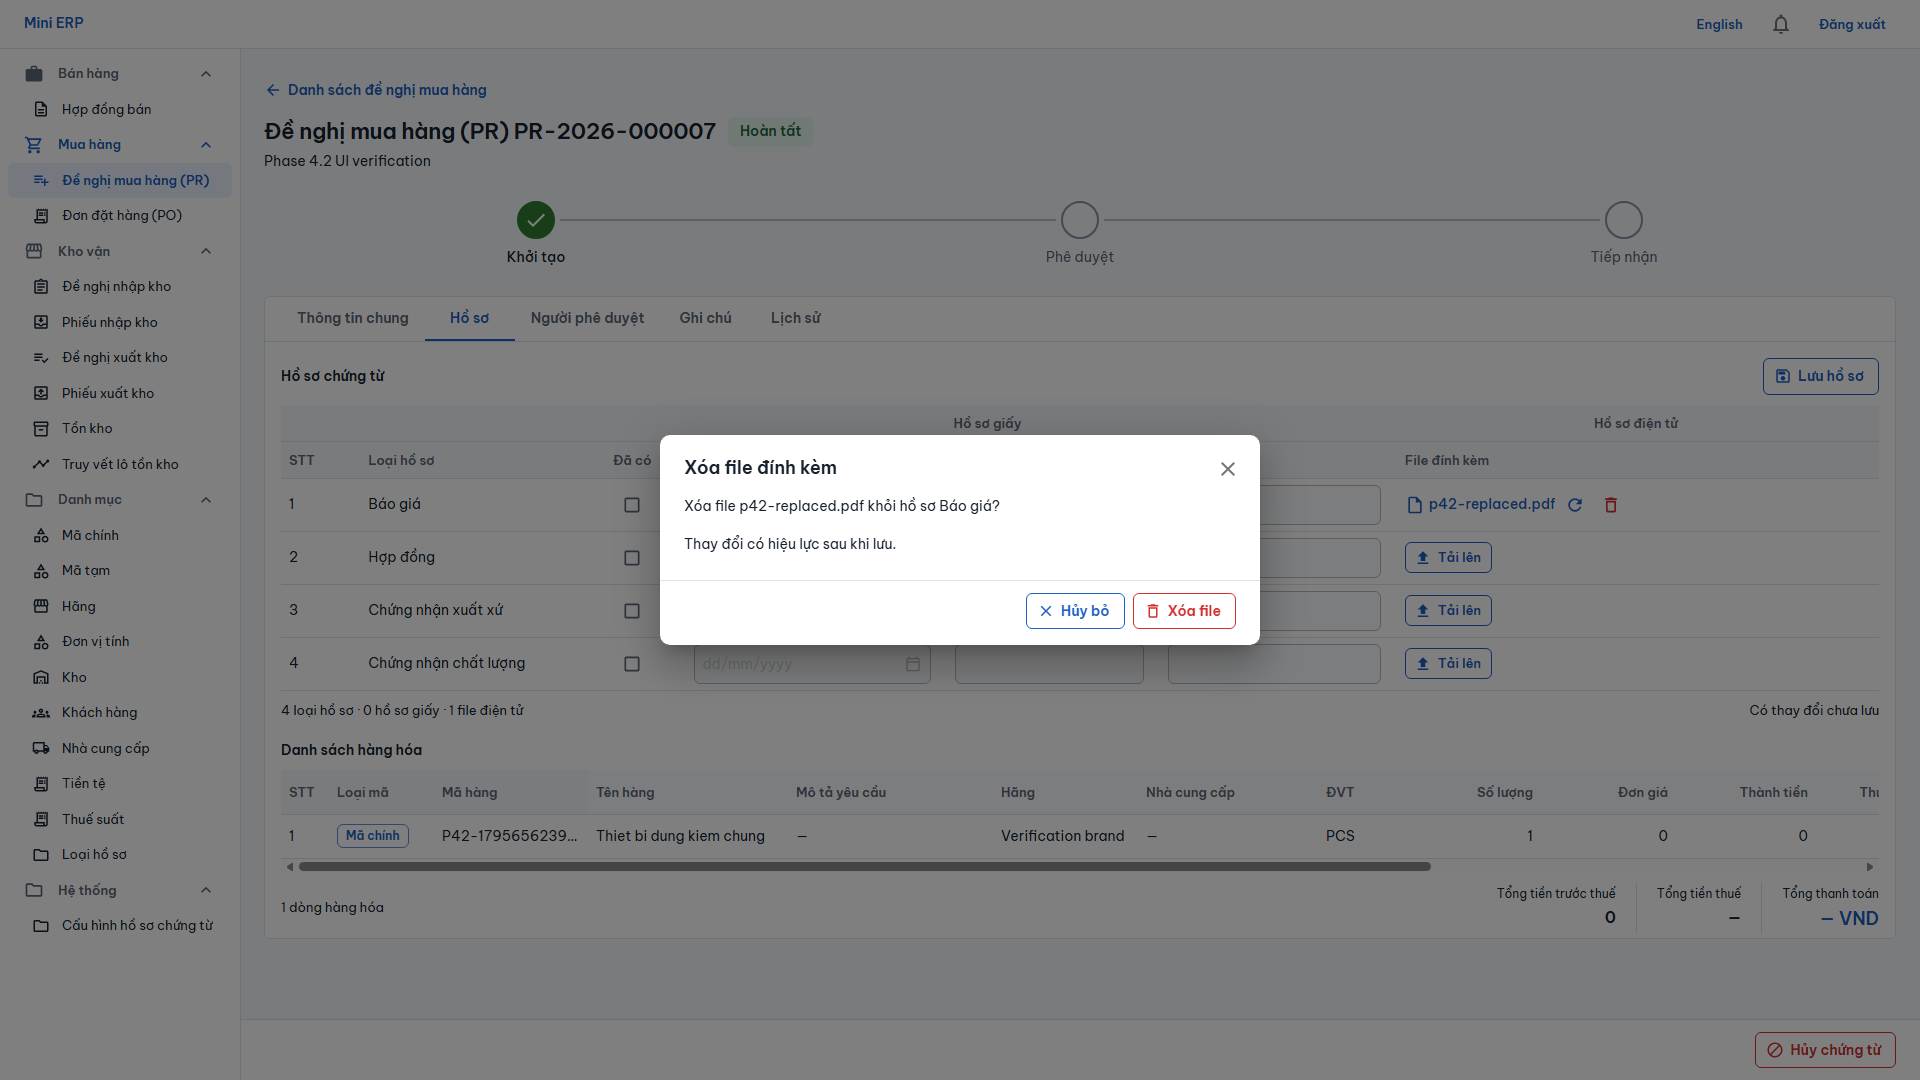 Mini ERP
English
Đăng xuất
Bán hàng
Hợp đồng bán
Mua hàng
Đề nghị mua hàng (PR)
Đơn đặt hàng (PO)
Kho vận
Đề nghị nhập kho
Phiếu nhập kho
Đề nghị xuất kho
Phiếu xuất kho
Tồn kho
Truy vết lô tồn kho
Danh mục
Mã chính
Mã tạm
Hãng
Đơn vị tính
Kho
Khách hàng
Nhà cung cấp
Tiền tệ
Thuế suất
Loại hồ sơ
Hệ thống
Cấu hình hồ sơ chứng từ
Danh sách đề nghị mua hàng
Đề nghị mua hàng (PR) PR-2026-000007 Hoàn tất
Phase 4.2 UI verification
Khởi tạo Phê duyệt Tiếp nhận
Thông tin chung Hồ sơ Người phê duyệt Ghi chú Lịch sử
Hồ sơ chứng từ Lưu hồ sơ
Hồ sơ giấy Hồ sơ điện tử
STT Loại hồ sơ Đã có File đính kèm
1 Báo giá p42-replaced.pdf
2 Hợp đồng Tải lên
3 Chứng nhận xuất xứ Tải lên
4 Chứng nhận chất lượng dd/mm/yyyy Tải lên
4 loại hồ sơ · 0 hồ sơ giấy · 1 file điện tử Có thay đổi chưa lưu
Xóa file đính kèm
Xóa file p42-replaced.pdf khỏi hồ sơ Báo giá?
Thay đổi có hiệu lực sau khi lưu.
Hủy bỏ Xóa file
Danh sách hàng hóa
STT Loại mã Mã hàng Tên hàng Mô tả yêu cầu Hãng Nhà cung cấp ĐVT Số lượng Đơn giá Thành tiền
1 Mã chính P42-1795656239... Thiet bi dung kiem chung — Verification brand — PCS 1 0 0
1 dòng hàng hóa
Tổng tiền trước thuế Tổng tiền thuế Tổng thanh toán
0 — — VND
Hủy chứng từ